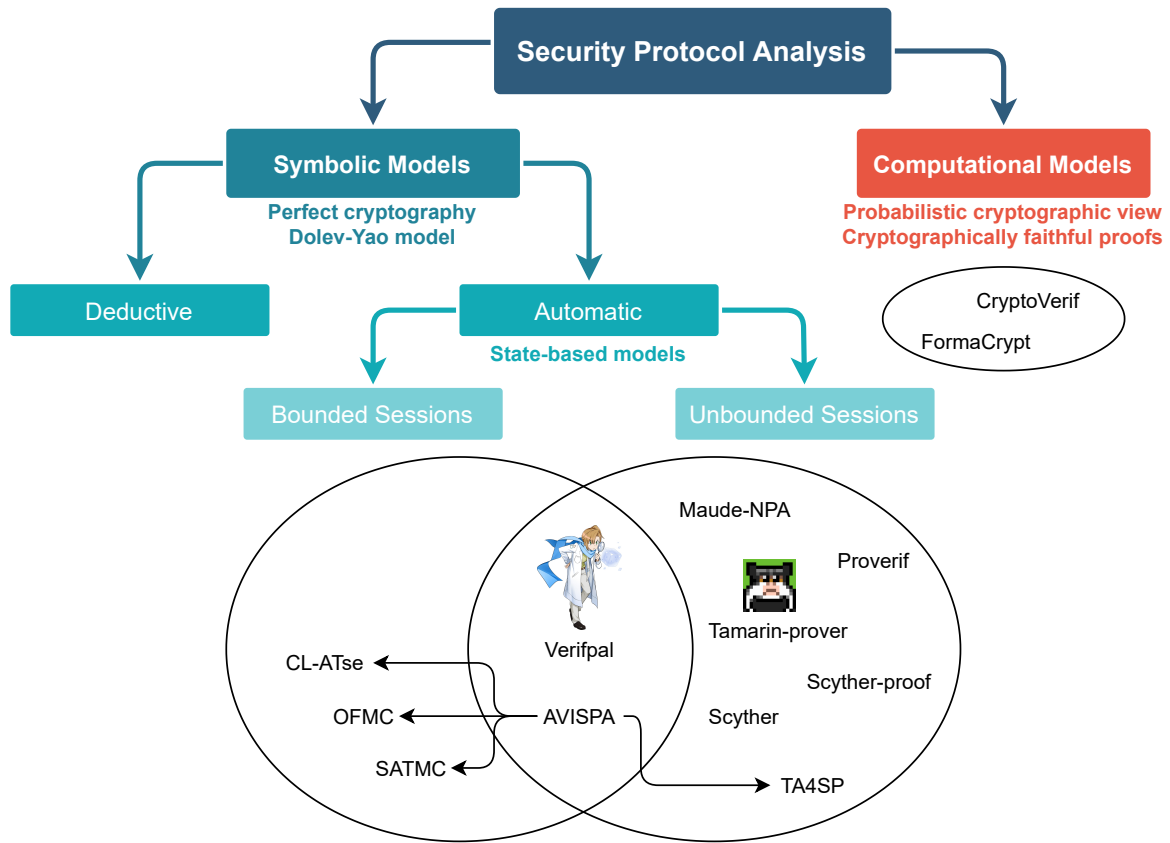 Security Protocol Analysis
Symbolic Models
Computational Models
Perfect cryptography
Dolev-Yao model
Probabilistic cryptographic view
Cryptographically faithful proofs
Deductive
Automatic
CryptoVerif
FormaCrypt
State-based models
Bounded Sessions
Unbounded Sessions
Maude-NPA
Proverif
Tamarin-prover
Verifpal
CL-ATse
Scyther-proof
OFMC
AVISPA
Scyther
SATMC
TA4SP